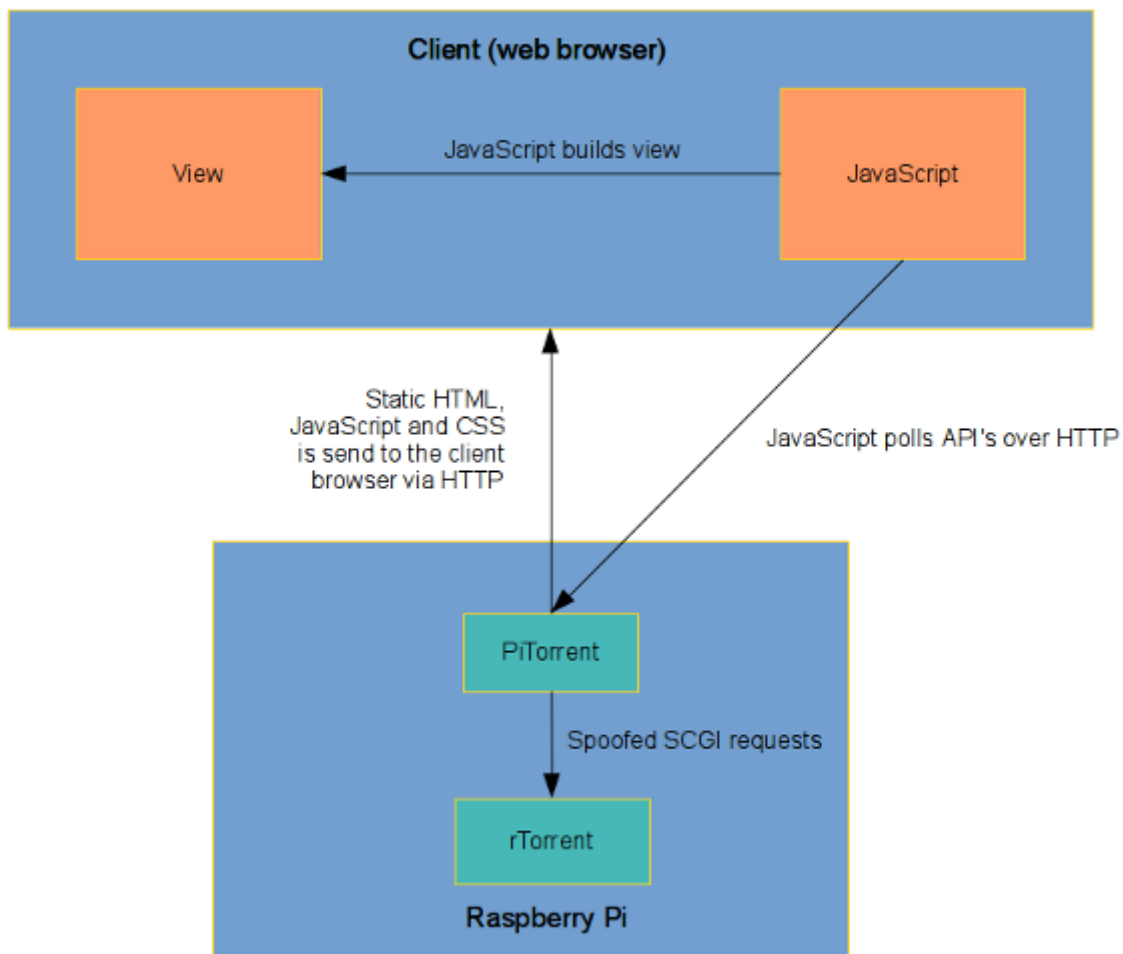 Client (web browser)
View
JavaScript builds view
JavaScript
Static HTML,
JavaScript and CSS
is send to the client
browser via HTTP
JavaScript polls API's over HTTP
PiTorrent
Spoofed SCGI requests
rTorrent
Raspberry Pi